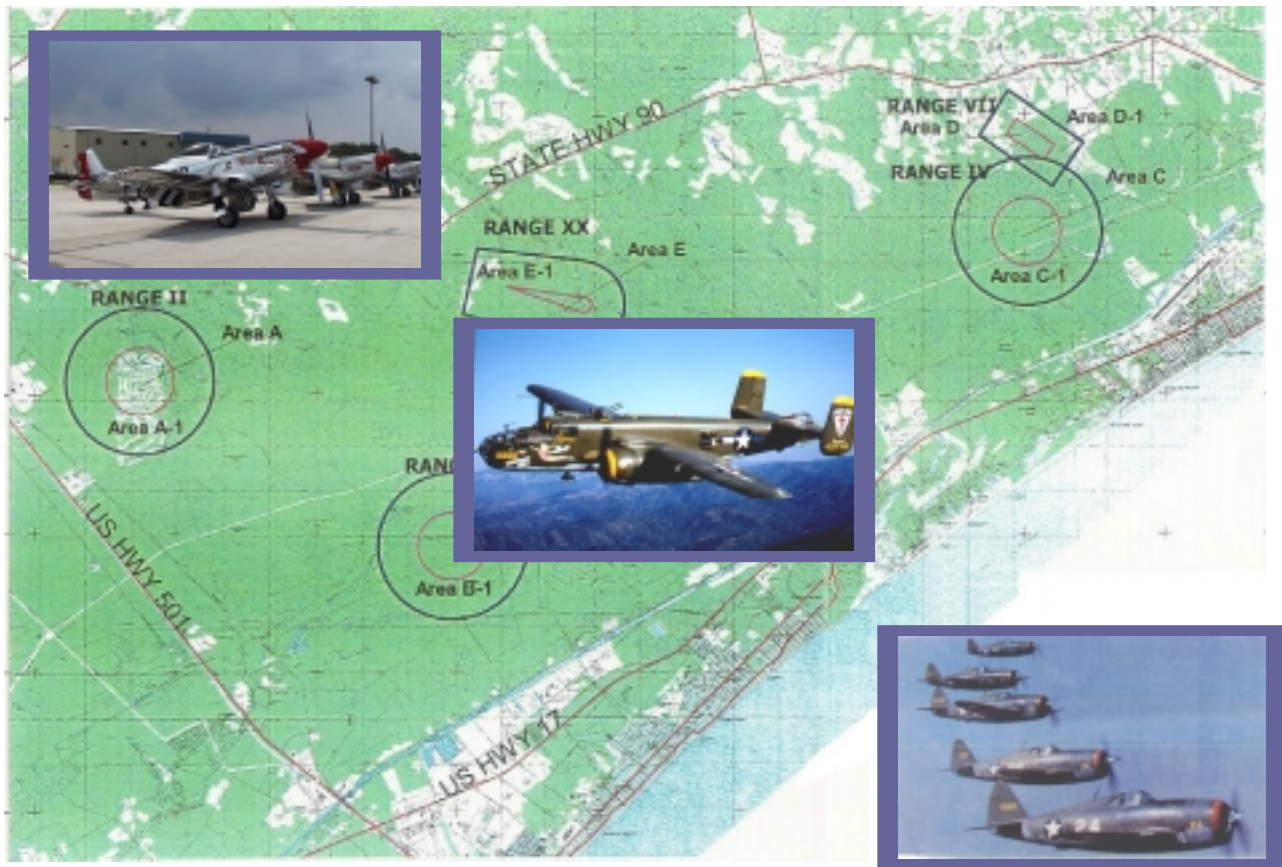 STATE HWY 90
RANGE VII
Area D
Area D-1
RANGE IV
Area C
Area C-1
RANGE XX
Area E
Area E-1
RANGE II
Area A
Area A-1
Area B-1
US HWY 501
US HWY 17
24